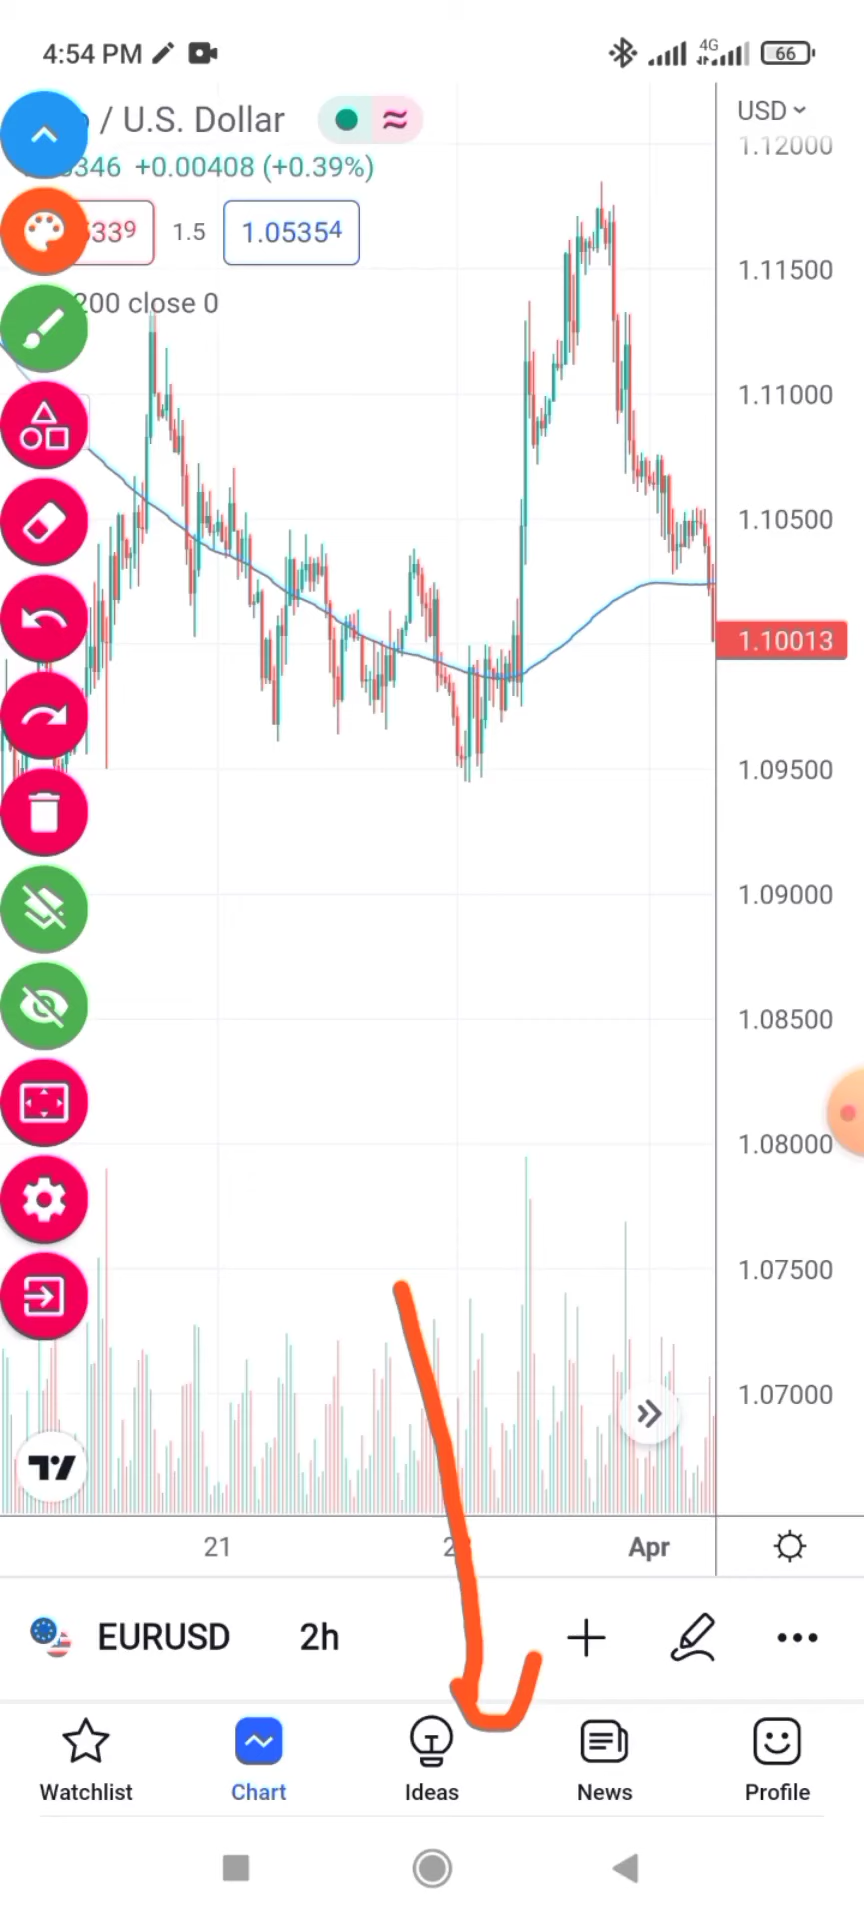 4:54 PM
4G
66
/ U.S. Dollar
USD
346 +0.00408 (+0.39%)
1.12000
339
1.5
1.05354
1.11500
200 close 0
1.11000
1.10500
1.10013
1.09500
1.09000
1.08500
1.08000
1.07500
1.07000
21
Apr
EURUSD
2h
Watchlist
Chart
Ideas
News
Profile